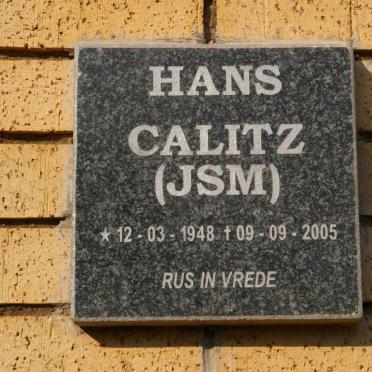 HANS
CALITZ
(JSM)
★ 12 - 03 - 1948 † 09 - 09 - 2005
RUS IN VREDE